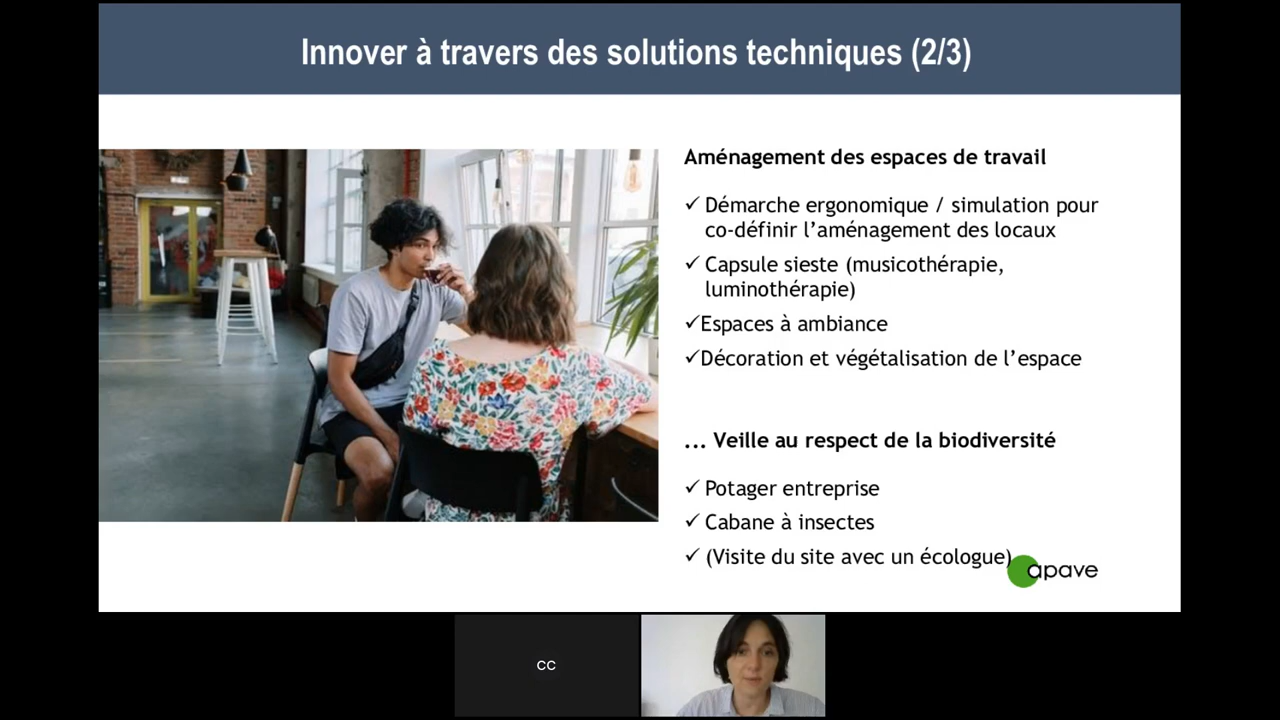 Innover à travers des solutions techniques (2/3)
Aménagement des espaces de travail
✓ Démarche ergonomique / simulation pour
co-définir l’aménagement des locaux
✓ Capsule sieste (musicothérapie,
luminothérapie)
✓Espaces à ambiance
✓Décoration et végétalisation de l’espace
... Veille au respect de la biodiversité
✓ Potager entreprise
✓ Cabane à insectes
✓ (Visite du site avec un écologue)
apave
CC